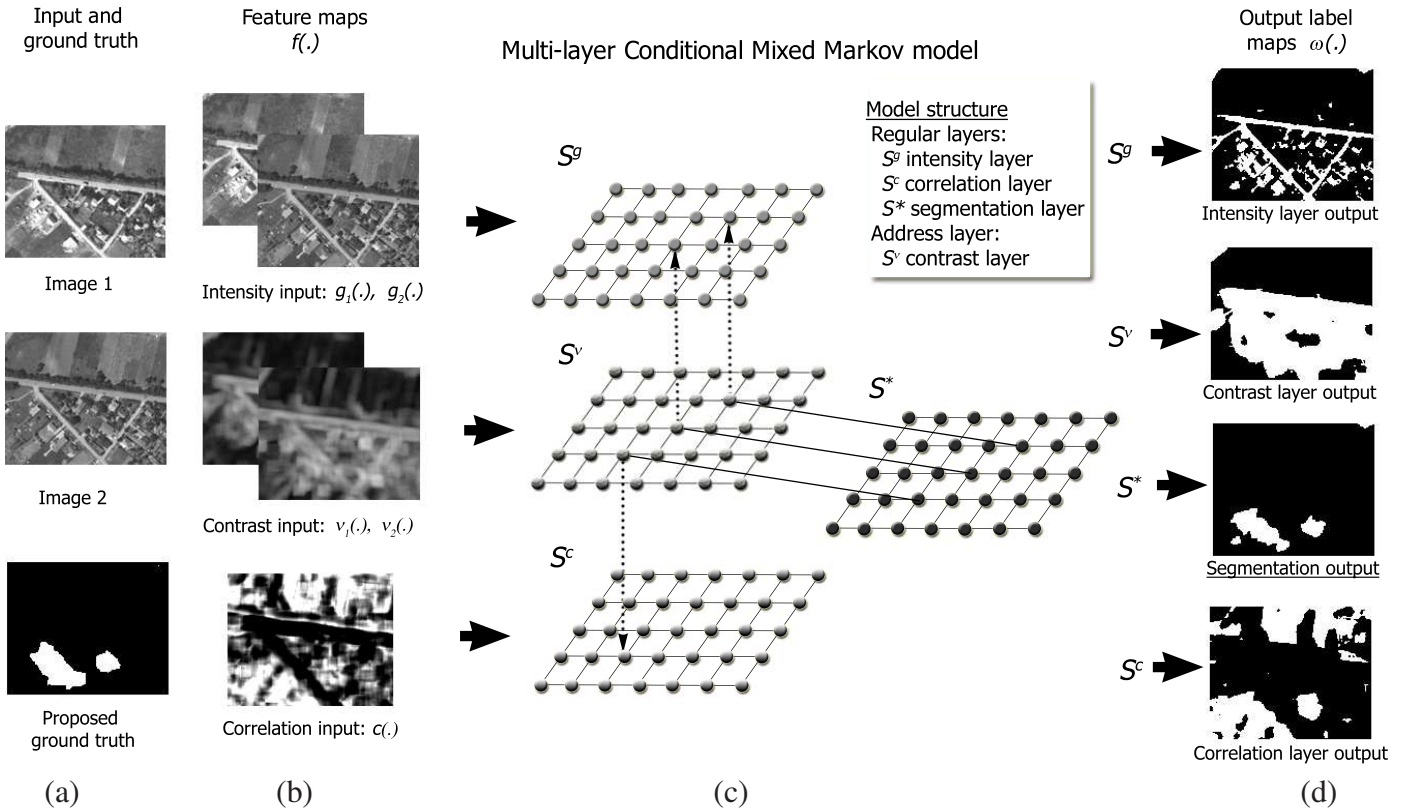 Input and
ground truth
Feature maps
f(.)
Multi-layer Conditional Mixed Markov model
Output label
maps ω(.)
Image 1
Image 2
Proposed
ground truth
Intensity input: g₁(.), g₂(.)
Contrast input: ν₁(.), ν₂(.)
Correlation input: c(.)
Sᵍ
Sᵛ
S*
Sᶜ
Model structure
Regular layers:
Sᵍ intensity layer
Sᶜ correlation layer
S* segmentation layer
Address layer:
Sᵛ contrast layer
Sᵍ
Intensity layer output
Sᵛ
Contrast layer output
S*
Segmentation output
Sᶜ
Correlation layer output
(a)
(b)
(c)
(d)